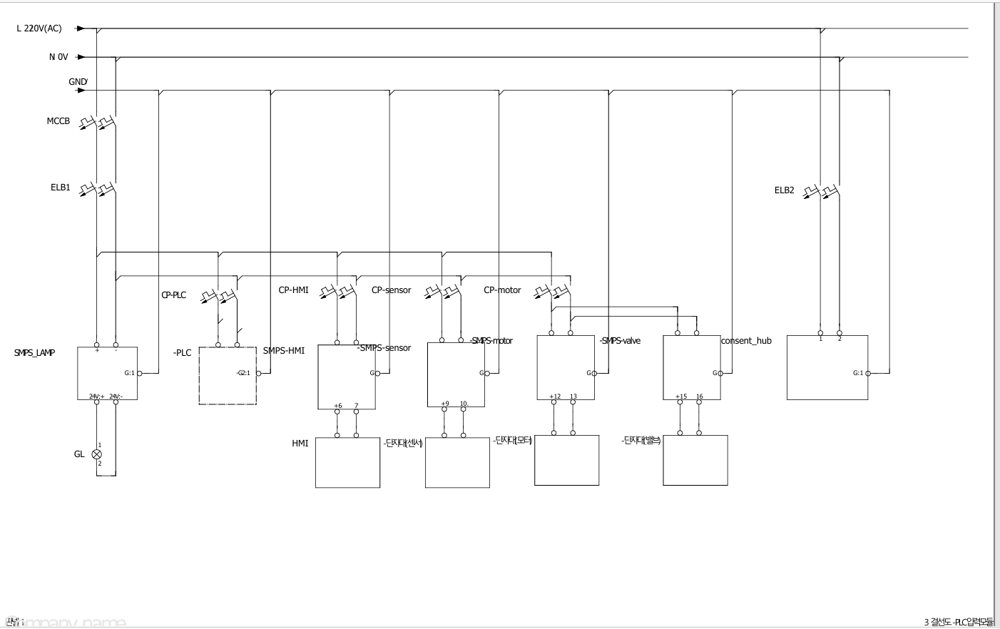 L 220V(AC)
N 0V
GND
MCCB
ELB1
ELB2
CP-PLC
CP-HMI
CP-sensor
CP-motor
SMPS_LAMP
-PLC
SMPS-HMI
-SMPS-sensor
-SMPS-motor
-SMPS-valve
consent_hub
+ -
1 2
G:1
-G2:1
G
G
G
G
G:1
24V:+ 24V:-
+6 7
+9 10.
+12 13
+15 16
GL
1
2
HMI
-단자대(센서)
-단자대(모터)
-단자대(밸브)
company name
3 결선도 -PLC입력모듈